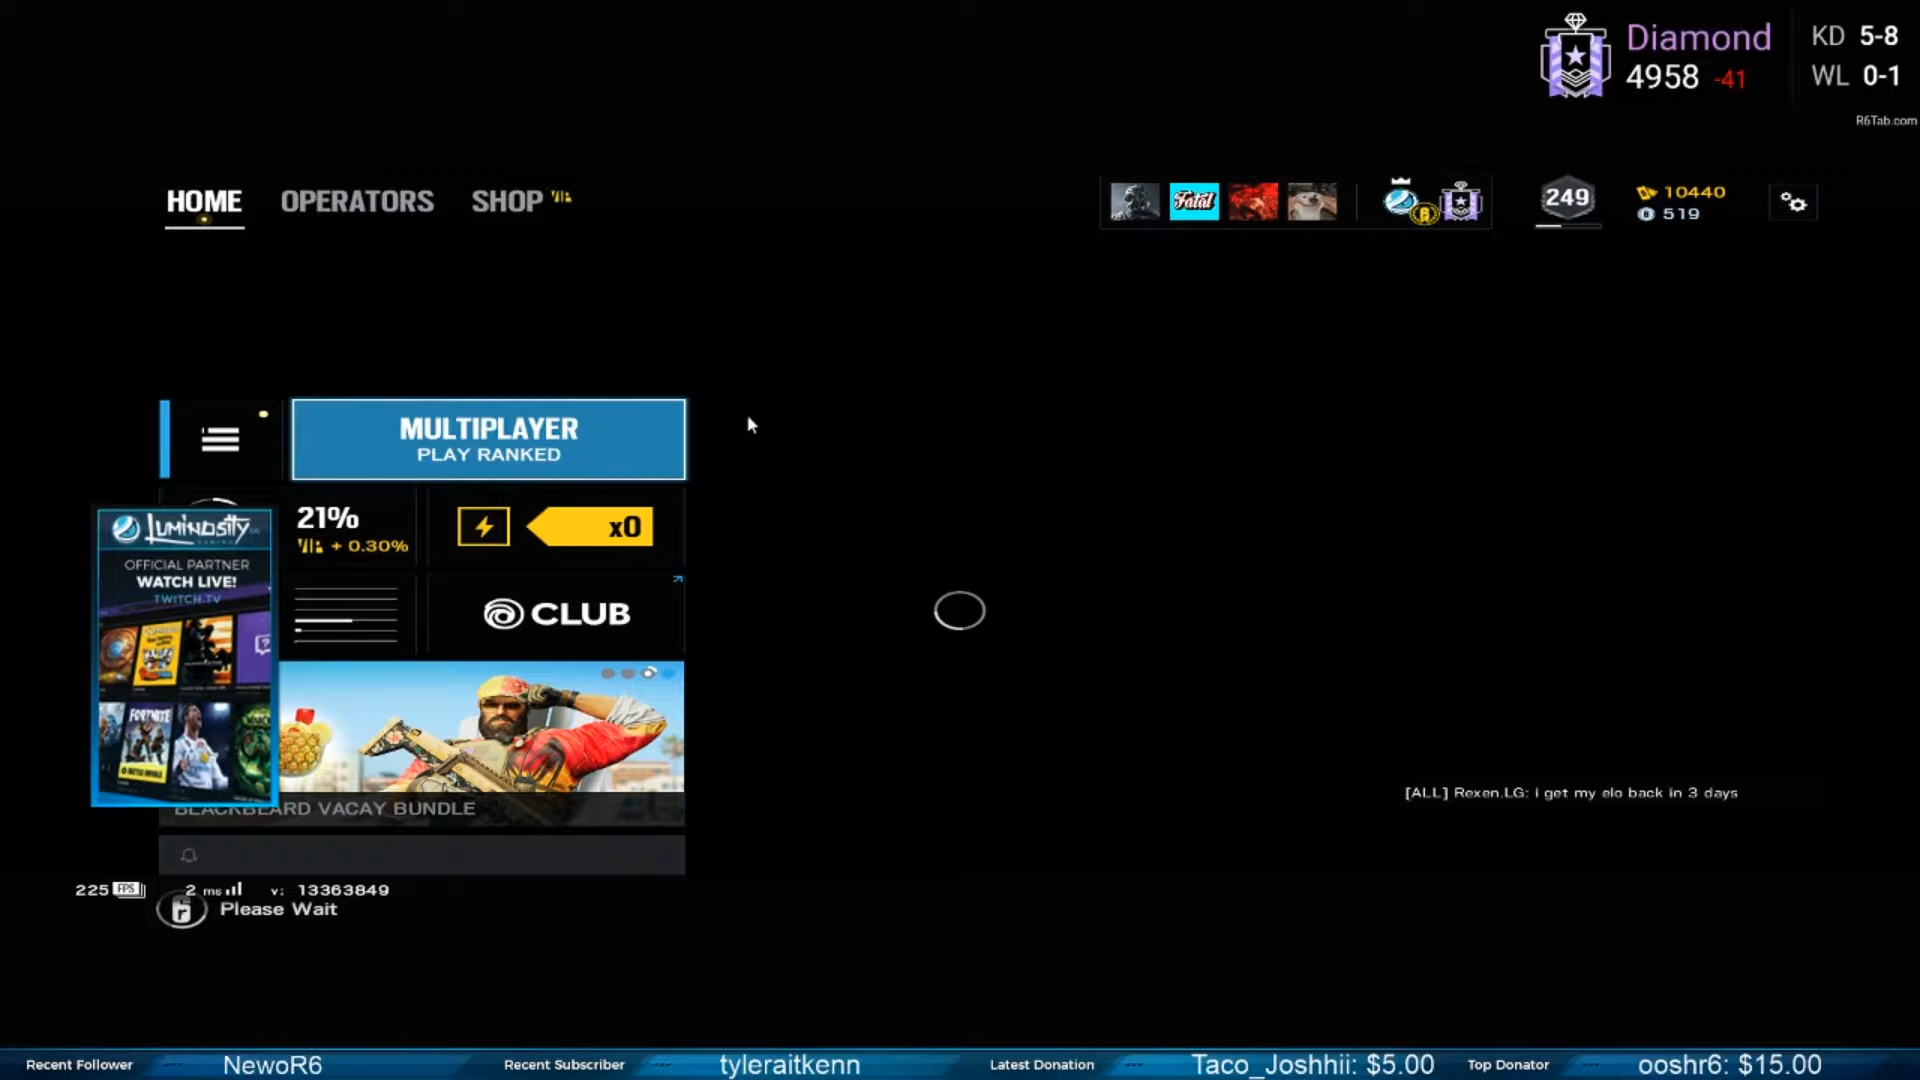 Diamond
4958 -41
KD 5-8
WL 0-1
R6Tab.com
HOME OPERATORS SHOP
Fatal
249
10440
519
MULTIPLAYER
PLAY RANKED
21%
+ 0.30%
x0
LUMINOSITY
GAMING
OFFICIAL PARTNER
WATCH LIVE!
TWITCH.TV
FORTNITE
CLUB
BLACKBEARD VACAY BUNDLE
[ALL] Rexen.LG: i get my elo back in 3 days
225 FPS 2 ms v: 13363849
Please Wait
Recent Follower NewoR6 Recent Subscriber tyleraitkenn Latest Donation Taco_Joshhii: $5.00 Top Donator ooshr6: $15.00